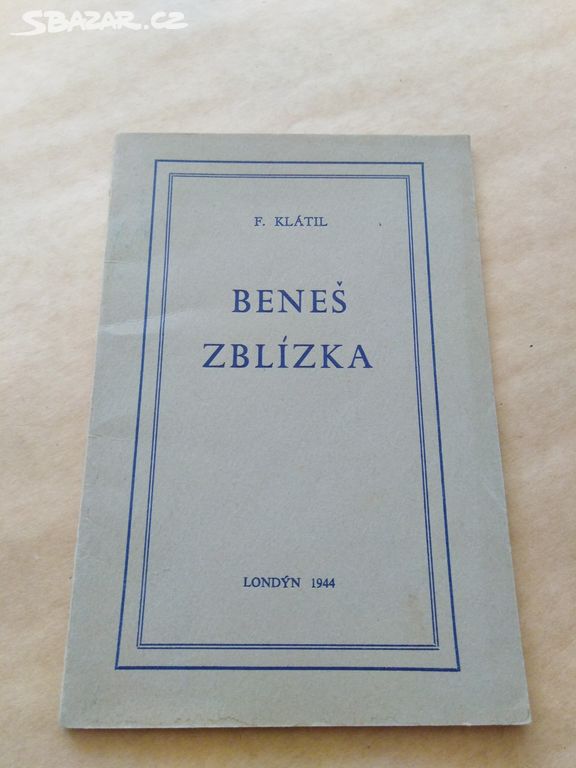 SBAZAR.CZ
F. KLÁTIL
BENEŠ
ZBLÍZKA
LONDÝN 1944